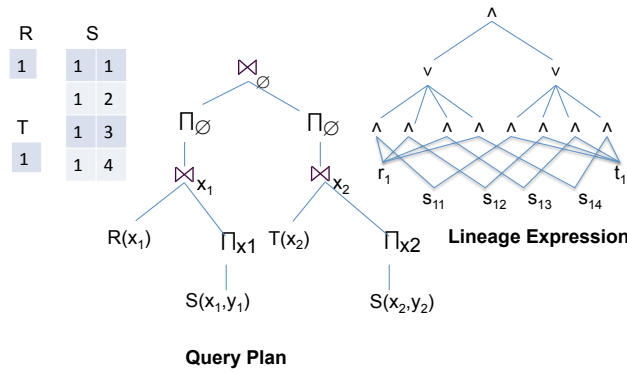 R S
1 1 1
1 2
T 1 3
1 1 4
⋈∅
Π∅ Π∅
⋈x₁ ⋈x₂
R(x₁) Πx1 T(x₂) Πx2
S(x₁,y₁) S(x₂,y₂)
Query Plan
∧
∨ ∨
∧ ∧ ∧ ∧ ∧ ∧ ∧ ∧
r₁ t₁
s₁₁ s₁₂ s₁₃ s₁₄
Lineage Expression